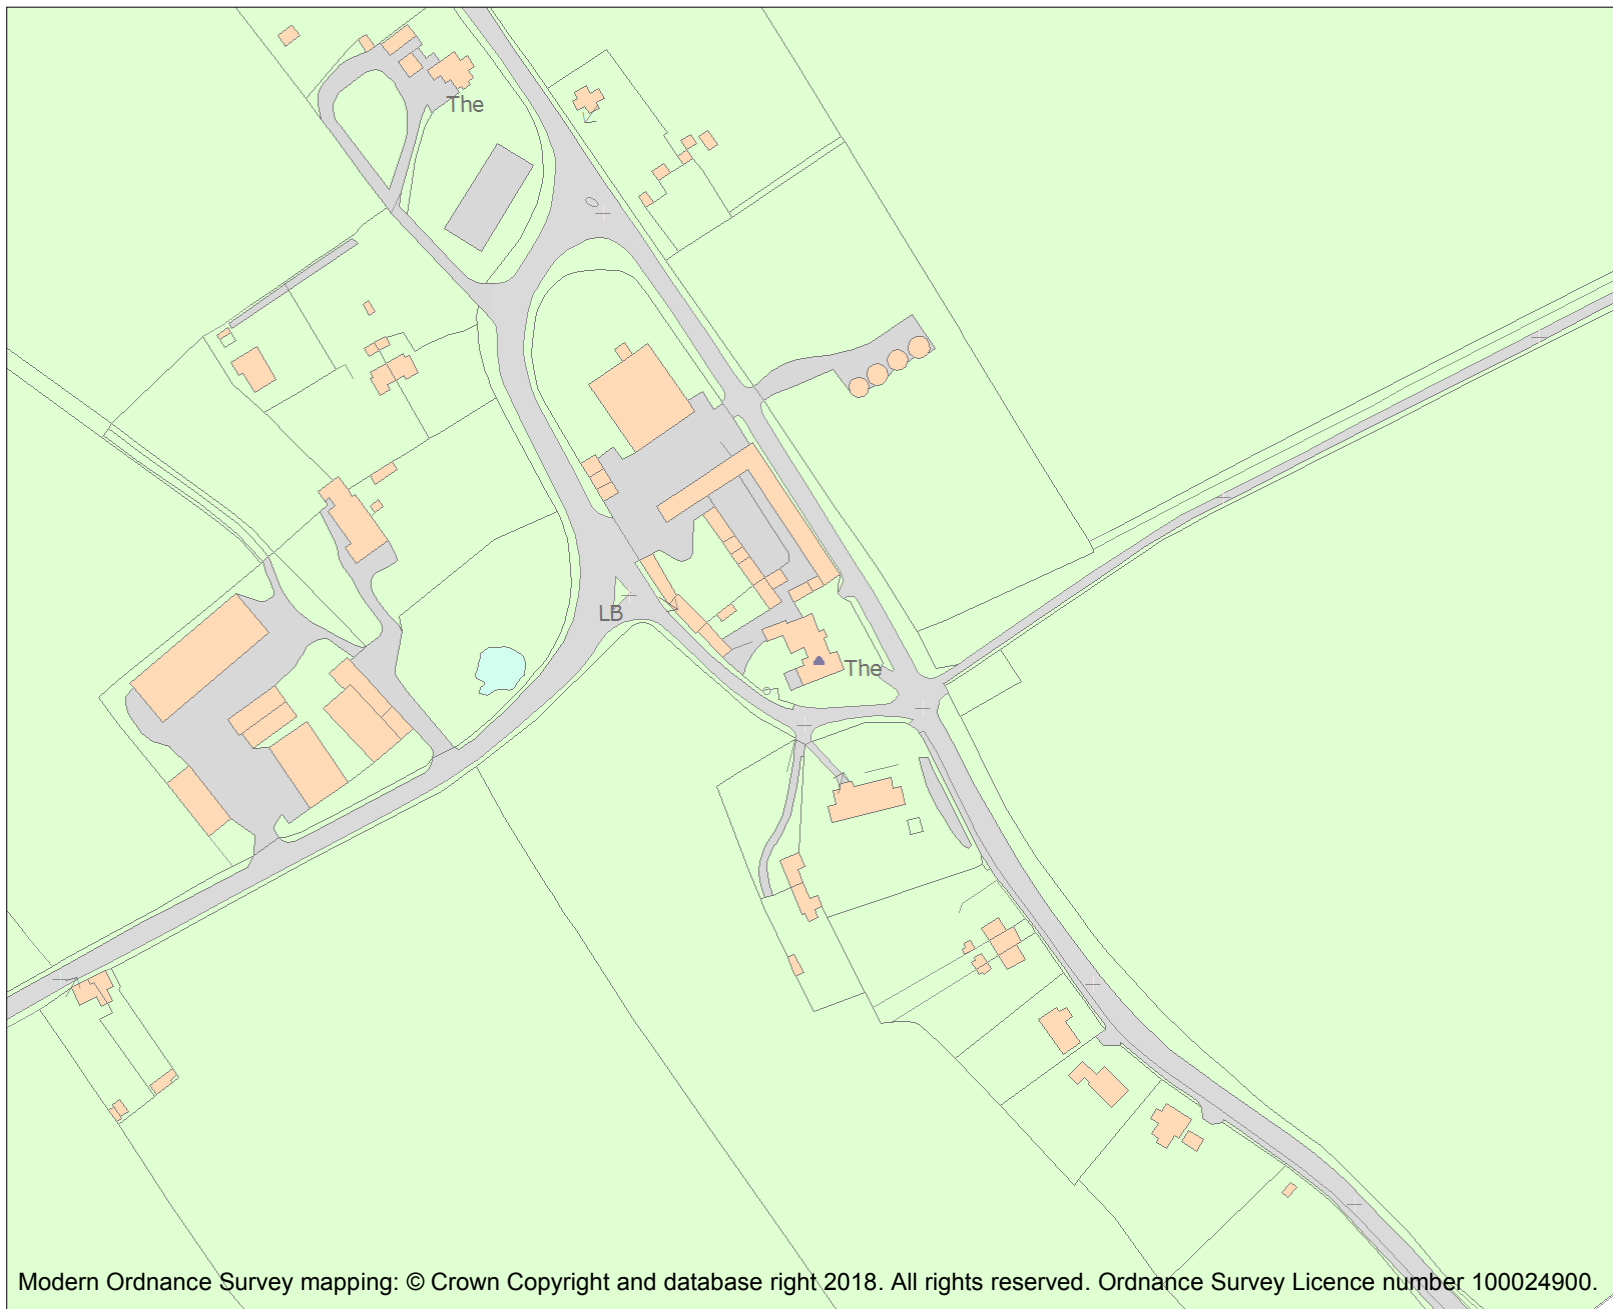 The
LB
The
Modern Ordnance Survey mapping: © Crown Copyright and database right 2018. All rights reserved. Ordnance Survey Licence number 100024900.